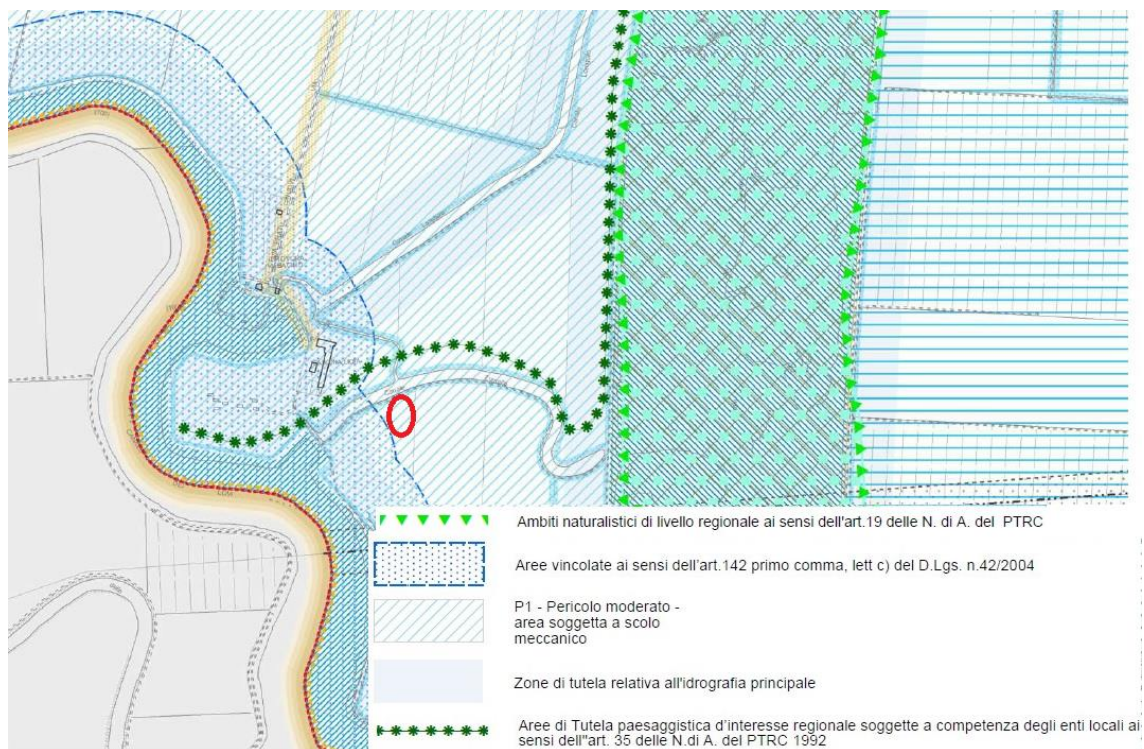 Ambiti naturalistici di livello regionale ai sensi dell'art.19 delle N. di A. del PTRC
Aree vincolate ai sensi dell'art.142 primo comma, lett c) del D.Lgs. n.42/2004
P1 - Pericolo moderato -
area soggetta a scolo
meccanico
Zone di tutela relativa all'idrografia principale
Aree di Tutela paesaggistica d'interesse regionale soggette a competenza degli enti locali ai
sensi dell''art. 35 delle N.di A. del PTRC 1992